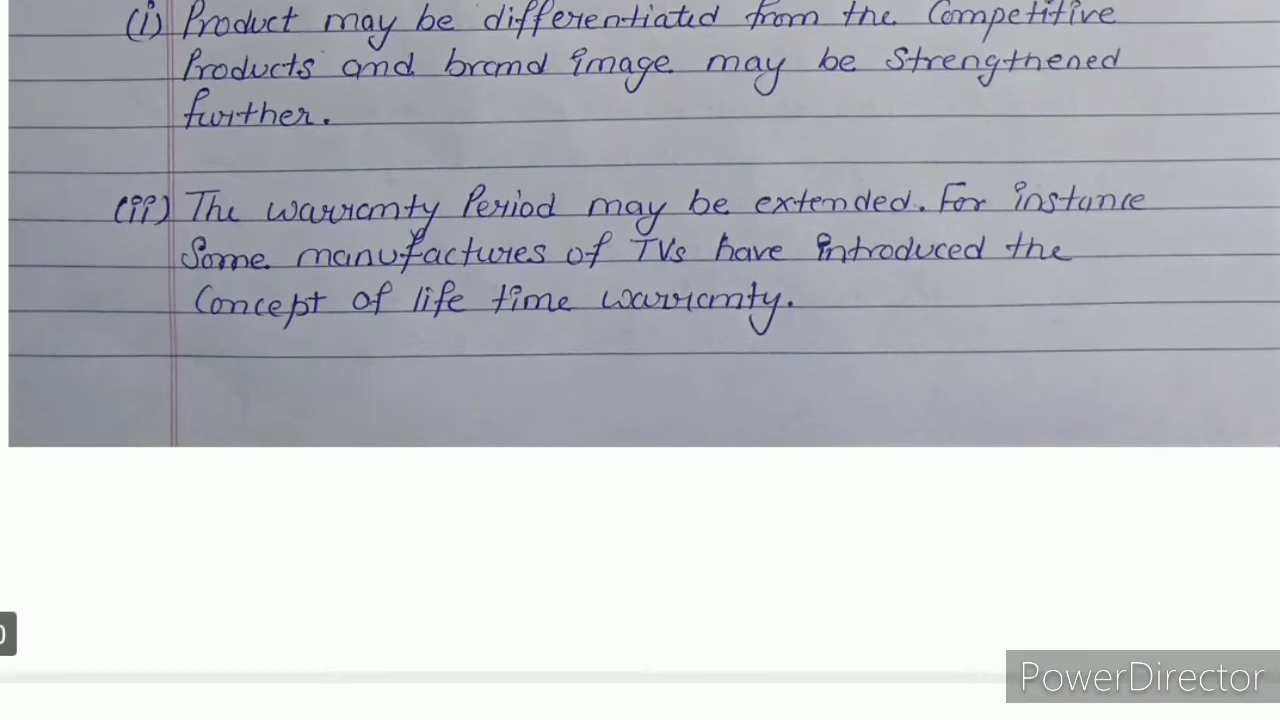 (i) Product may be differentiated from the Competitive
Products and brand image may be Strengthened
further.
(ii) The warranty Period may be extended. For instance
Some manufactures of TVs have introduced the
Concept of life time warranty.
PowerDirector